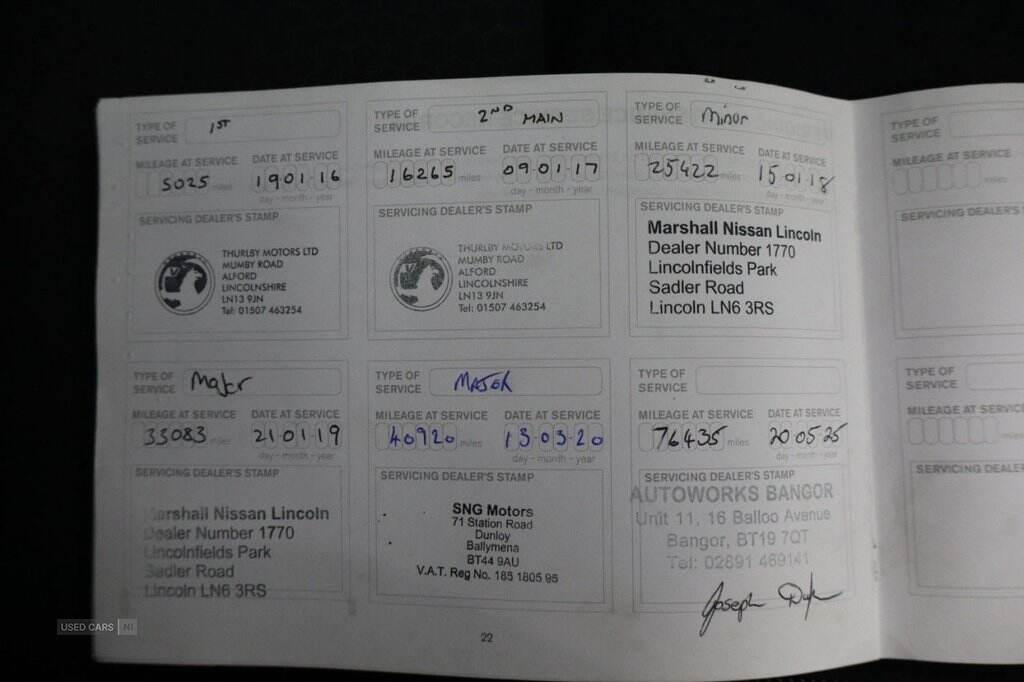 TYPE OF SERVICE 1ST
MILEAGE AT SERVICE DATE AT SERVICE
5025 miles 19 01 16
day - month - year
SERVICING DEALER'S STAMP
THURLBY MOTORS LTD
MUMBY ROAD
ALFORD
LINCOLNSHIRE
LN13 9JN
Tel: 01507 463254
TYPE OF SERVICE 2ND MAIN
MILEAGE AT SERVICE DATE AT SERVICE
16265 miles 09 01 17
day - month - year
SERVICING DEALER'S STAMP
THURLBY MOTORS LTD
MUMBY ROAD
ALFORD
LINCOLNSHIRE
LN13 9JN
Tel: 01507 463254
TYPE OF SERVICE Minor
MILEAGE AT SERVICE DATE AT SERVICE
25422 miles 15 01 18
day - month - year
SERVICING DEALER'S STAMP
Marshall Nissan Lincoln
Dealer Number 1770
Lincolnfields Park
Sadler Road
Lincoln LN6 3RS
TYPE OF SERVICE
MILEAGE AT SERVICE
miles
SERVICING DEALER'S
TYPE OF SERVICE Major
MILEAGE AT SERVICE DATE AT SERVICE
33083 miles 21 01 19
day - month - year
SERVICING DEALER'S STAMP
Marshall Nissan Lincoln
Dealer Number 1770
Lincolnfields Park
Sadler Road
Lincoln LN6 3RS
TYPE OF SERVICE MAJOR
MILEAGE AT SERVICE DATE AT SERVICE
40920 miles 13 03 20
day - month - year
SERVICING DEALER'S STAMP
SNG Motors
71 Station Road
Dunloy
Ballymena
BT44 9AU
V.A.T. Reg No. 185 1805 95
TYPE OF SERVICE
MILEAGE AT SERVICE DATE AT SERVICE
76435 miles 20 05 25
day - month - year
SERVICING DEALER'S STAMP
AUTOWORKS BANGOR
Unit 11, 16 Balloo Avenue
Bangor, BT19 7QT
Tel: 02891 469141
Joseph
TYPE OF SERVICE
MILEAGE AT SERVICE
miles
SERVICING DEALER
22
USED CARS NI